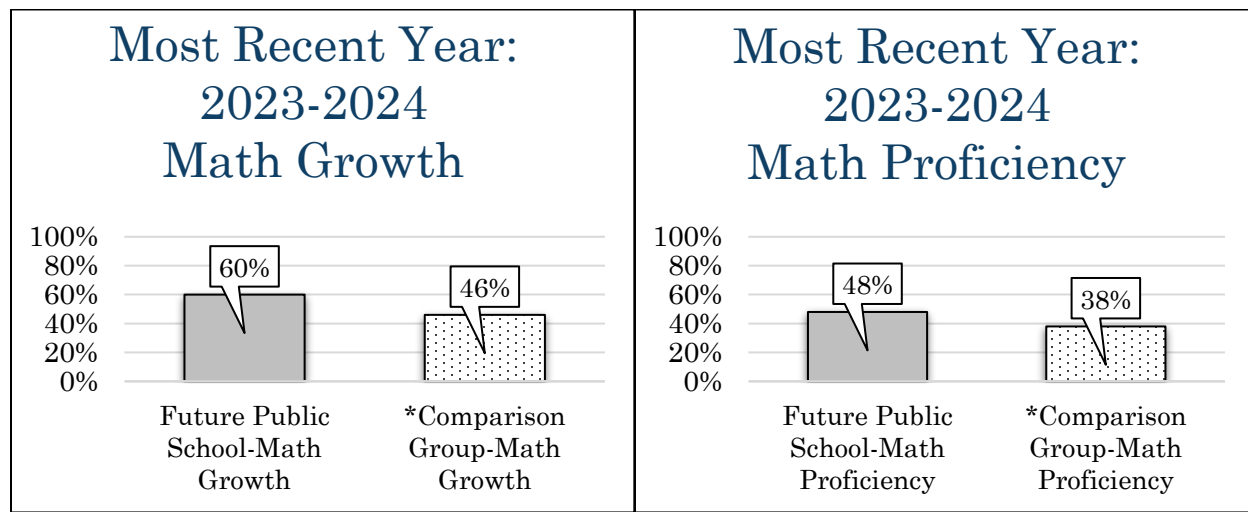 Most Recent Year:
2023-2024
Math Growth
100%
80%
60%
40%
20%
0%
60%
46%
Future Public
School-Math
Growth
*Comparison
Group-Math
Growth
Most Recent Year:
2023-2024
Math Proficiency
100%
80%
60%
40%
20%
0%
48%
38%
Future Public
School-Math
Proficiency
*Comparison
Group-Math
Proficiency